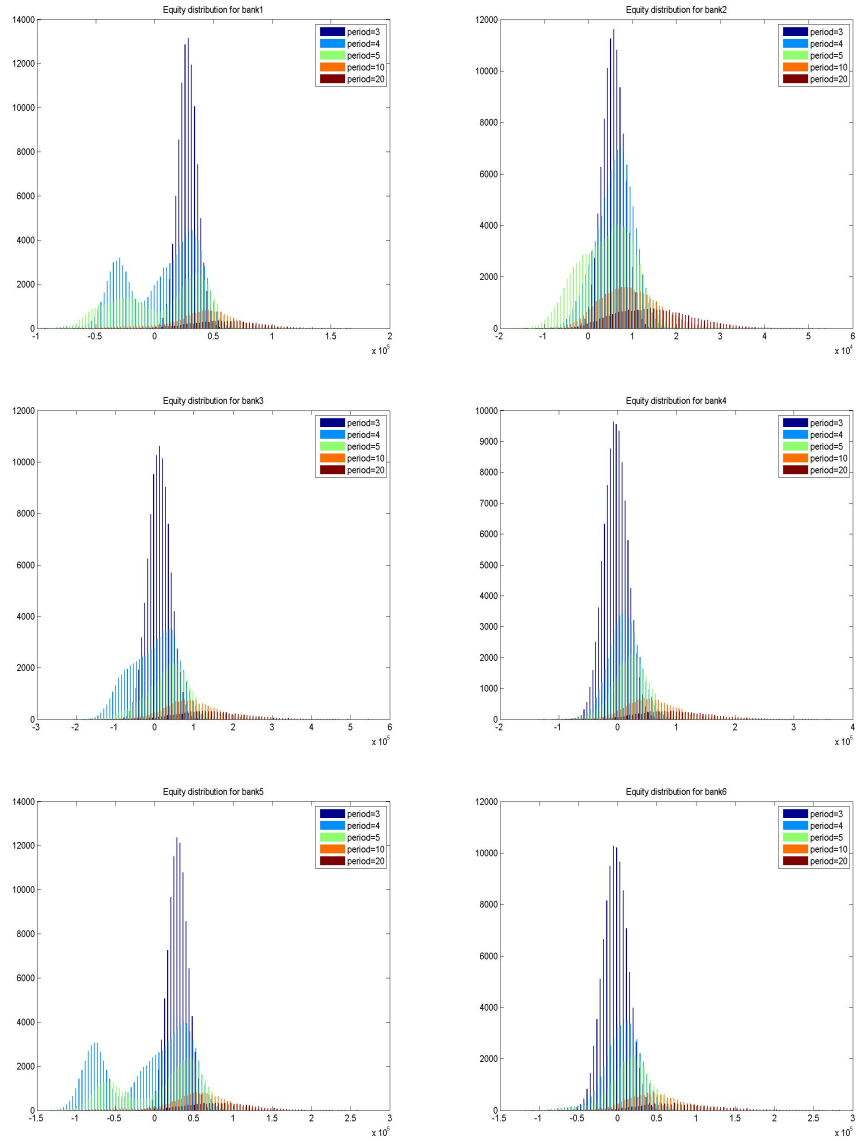 Equity distribution for bank1
14000
12000
10000
8000
6000
4000
2000
0
-1 -0.5 0 0.5 1 1.5 2
x 10^5
period=3
period=4
period=5
period=10
period=20
Equity distribution for bank2
12000
10000
8000
6000
4000
2000
0
-2 -1 0 1 2 3 4 5 6
x 10^4
period=3
period=4
period=5
period=10
period=20
Equity distribution for bank3
12000
10000
8000
6000
4000
2000
0
-3 -2 -1 0 1 2 3 4 5 6
x 10^5
period=3
period=4
period=5
period=10
period=20
Equity distribution for bank4
10000
9000
8000
7000
6000
5000
4000
3000
2000
1000
0
-2 -1 0 1 2 3 4
x 10^5
period=3
period=4
period=5
period=10
period=20
Equity distribution for bank5
14000
12000
10000
8000
6000
4000
2000
0
-1.5 -1 -0.5 0 0.5 1 1.5 2 2.5 3
x 10^5
period=3
period=4
period=5
period=10
period=20
Equity distribution for bank6
12000
10000
8000
6000
4000
2000
0
-1.5 -1 -0.5 0 0.5 1 1.5 2 2.5 3
x 10^6
period=3
period=4
period=5
period=10
period=20